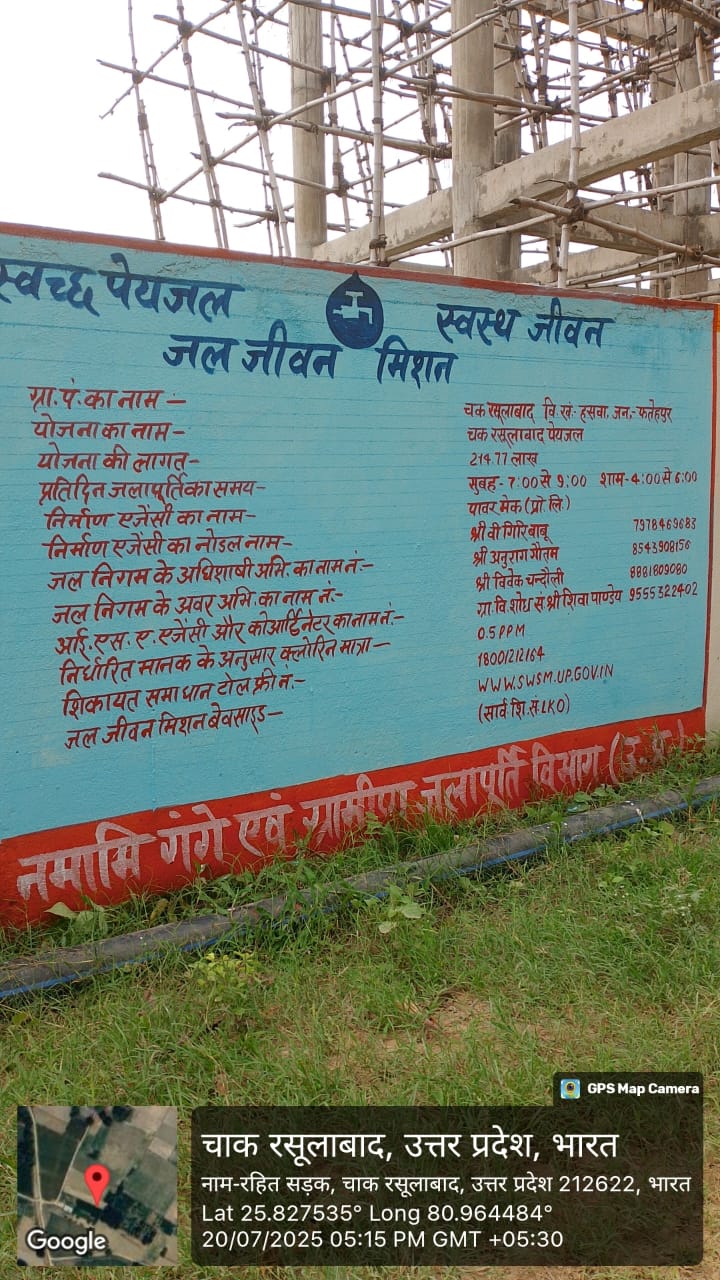 स्वच्छ पेयजल स्वस्थ जीवन
जल जीवन मिशन
ग्रा.पं.का नाम :- चक रसूलाबाद वि.खं:- हसवा, जन,- फतेहपुर
योजना का नाम- चक रसूलाबाद पेयजल
योजना की लागत- 214.77 लाख
प्रतिदिन जलापूर्ति का समय- सुबह- 7:00 से 9:00 शाम- 4:00 से 6:00
निर्माण एजेंसी का नाम- पावर मेक (प्रो. लि.)
निर्माण एजेंसी का नोडल नाम- श्री वी गिरि बाबू 7978469683
जल निगम के अधिशाषी अभि. का नाम नं:- श्री अनुराग गौतम 8543908156
जल निगम के अवर अभि. का नाम नं:- श्री विवेक चन्दौली 8881809080
आई. एस. ए. एजेंसी और कोआर्टिनेटर का नाम नं:- ग्रा. वि शोध सं श्री शिवा पाण्डेय 9555322402
निर्धारित मानक के अनुसार क्लोरिन मात्रा- 0.5 PPM
शिकायत समाधान टोल फ्री नं:- 18001212164
जल जीवन मिशन बेवसाइड- WWW.SWSM.UP.GOV.IN
(सार्व शि. सं. LKO)
नमामि गंगे एवं ग्रामीण जलापूर्ति विभाग (उ.प्र.)
GPS Map Camera
चाक रसूलाबाद, उत्तर प्रदेश, भारत
नाम-रहित सड़क, चाक रसूलाबाद, उत्तर प्रदेश 212622, भारत
Lat 25.827535° Long 80.964484°
20/07/2025 05:15 PM GMT +05:30
Google